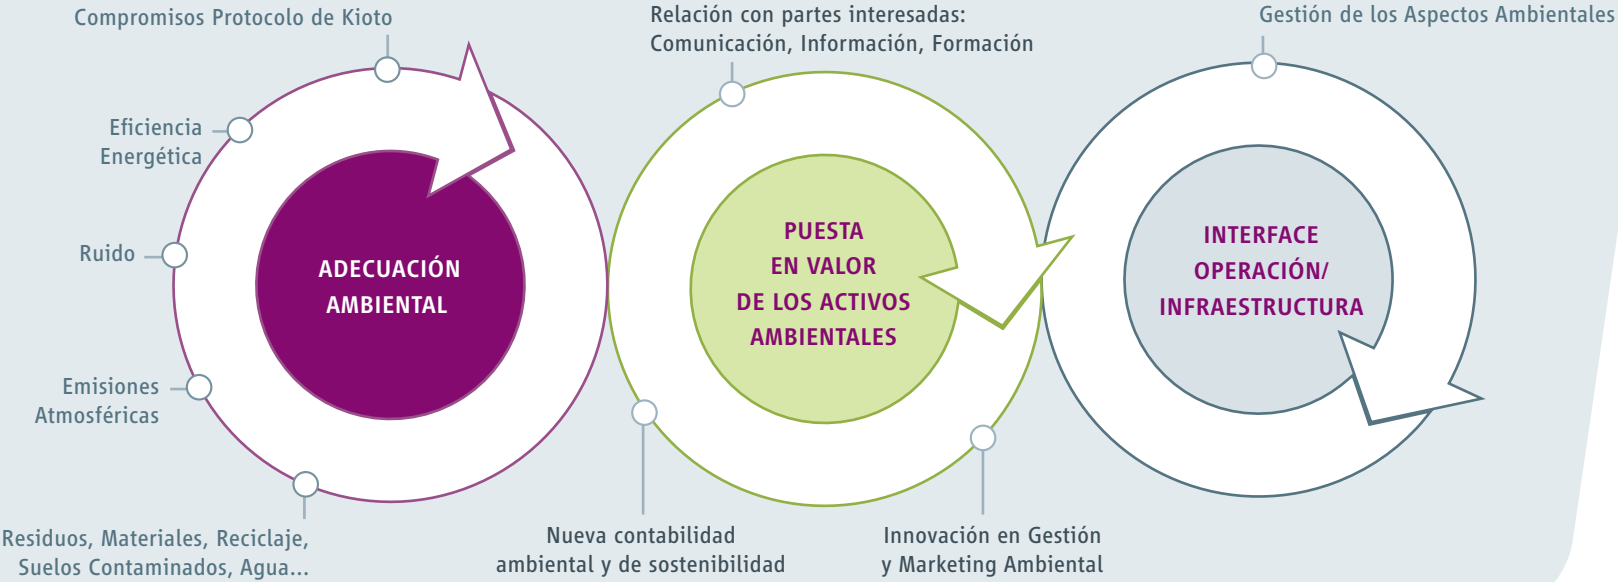 Compromisos Protocolo de Kioto
Eficiencia
Energética
Ruido
Emisiones
Atmosféricas
Residuos, Materiales, Reciclaje,
Suelos Contaminados, Agua...
ADECUACIÓN
AMBIENTAL
Relación con partes interesadas:
Comunicación, Información, Formación
PUESTA
EN VALOR
DE LOS ACTIVOS
AMBIENTALES
Nueva contabilidad
ambiental y de sostenibilidad
Innovación en Gestión
y Marketing Ambiental
Gestión de los Aspectos Ambientales
INTERFACE
OPERACIÓN/
INFRAESTRUCTURA